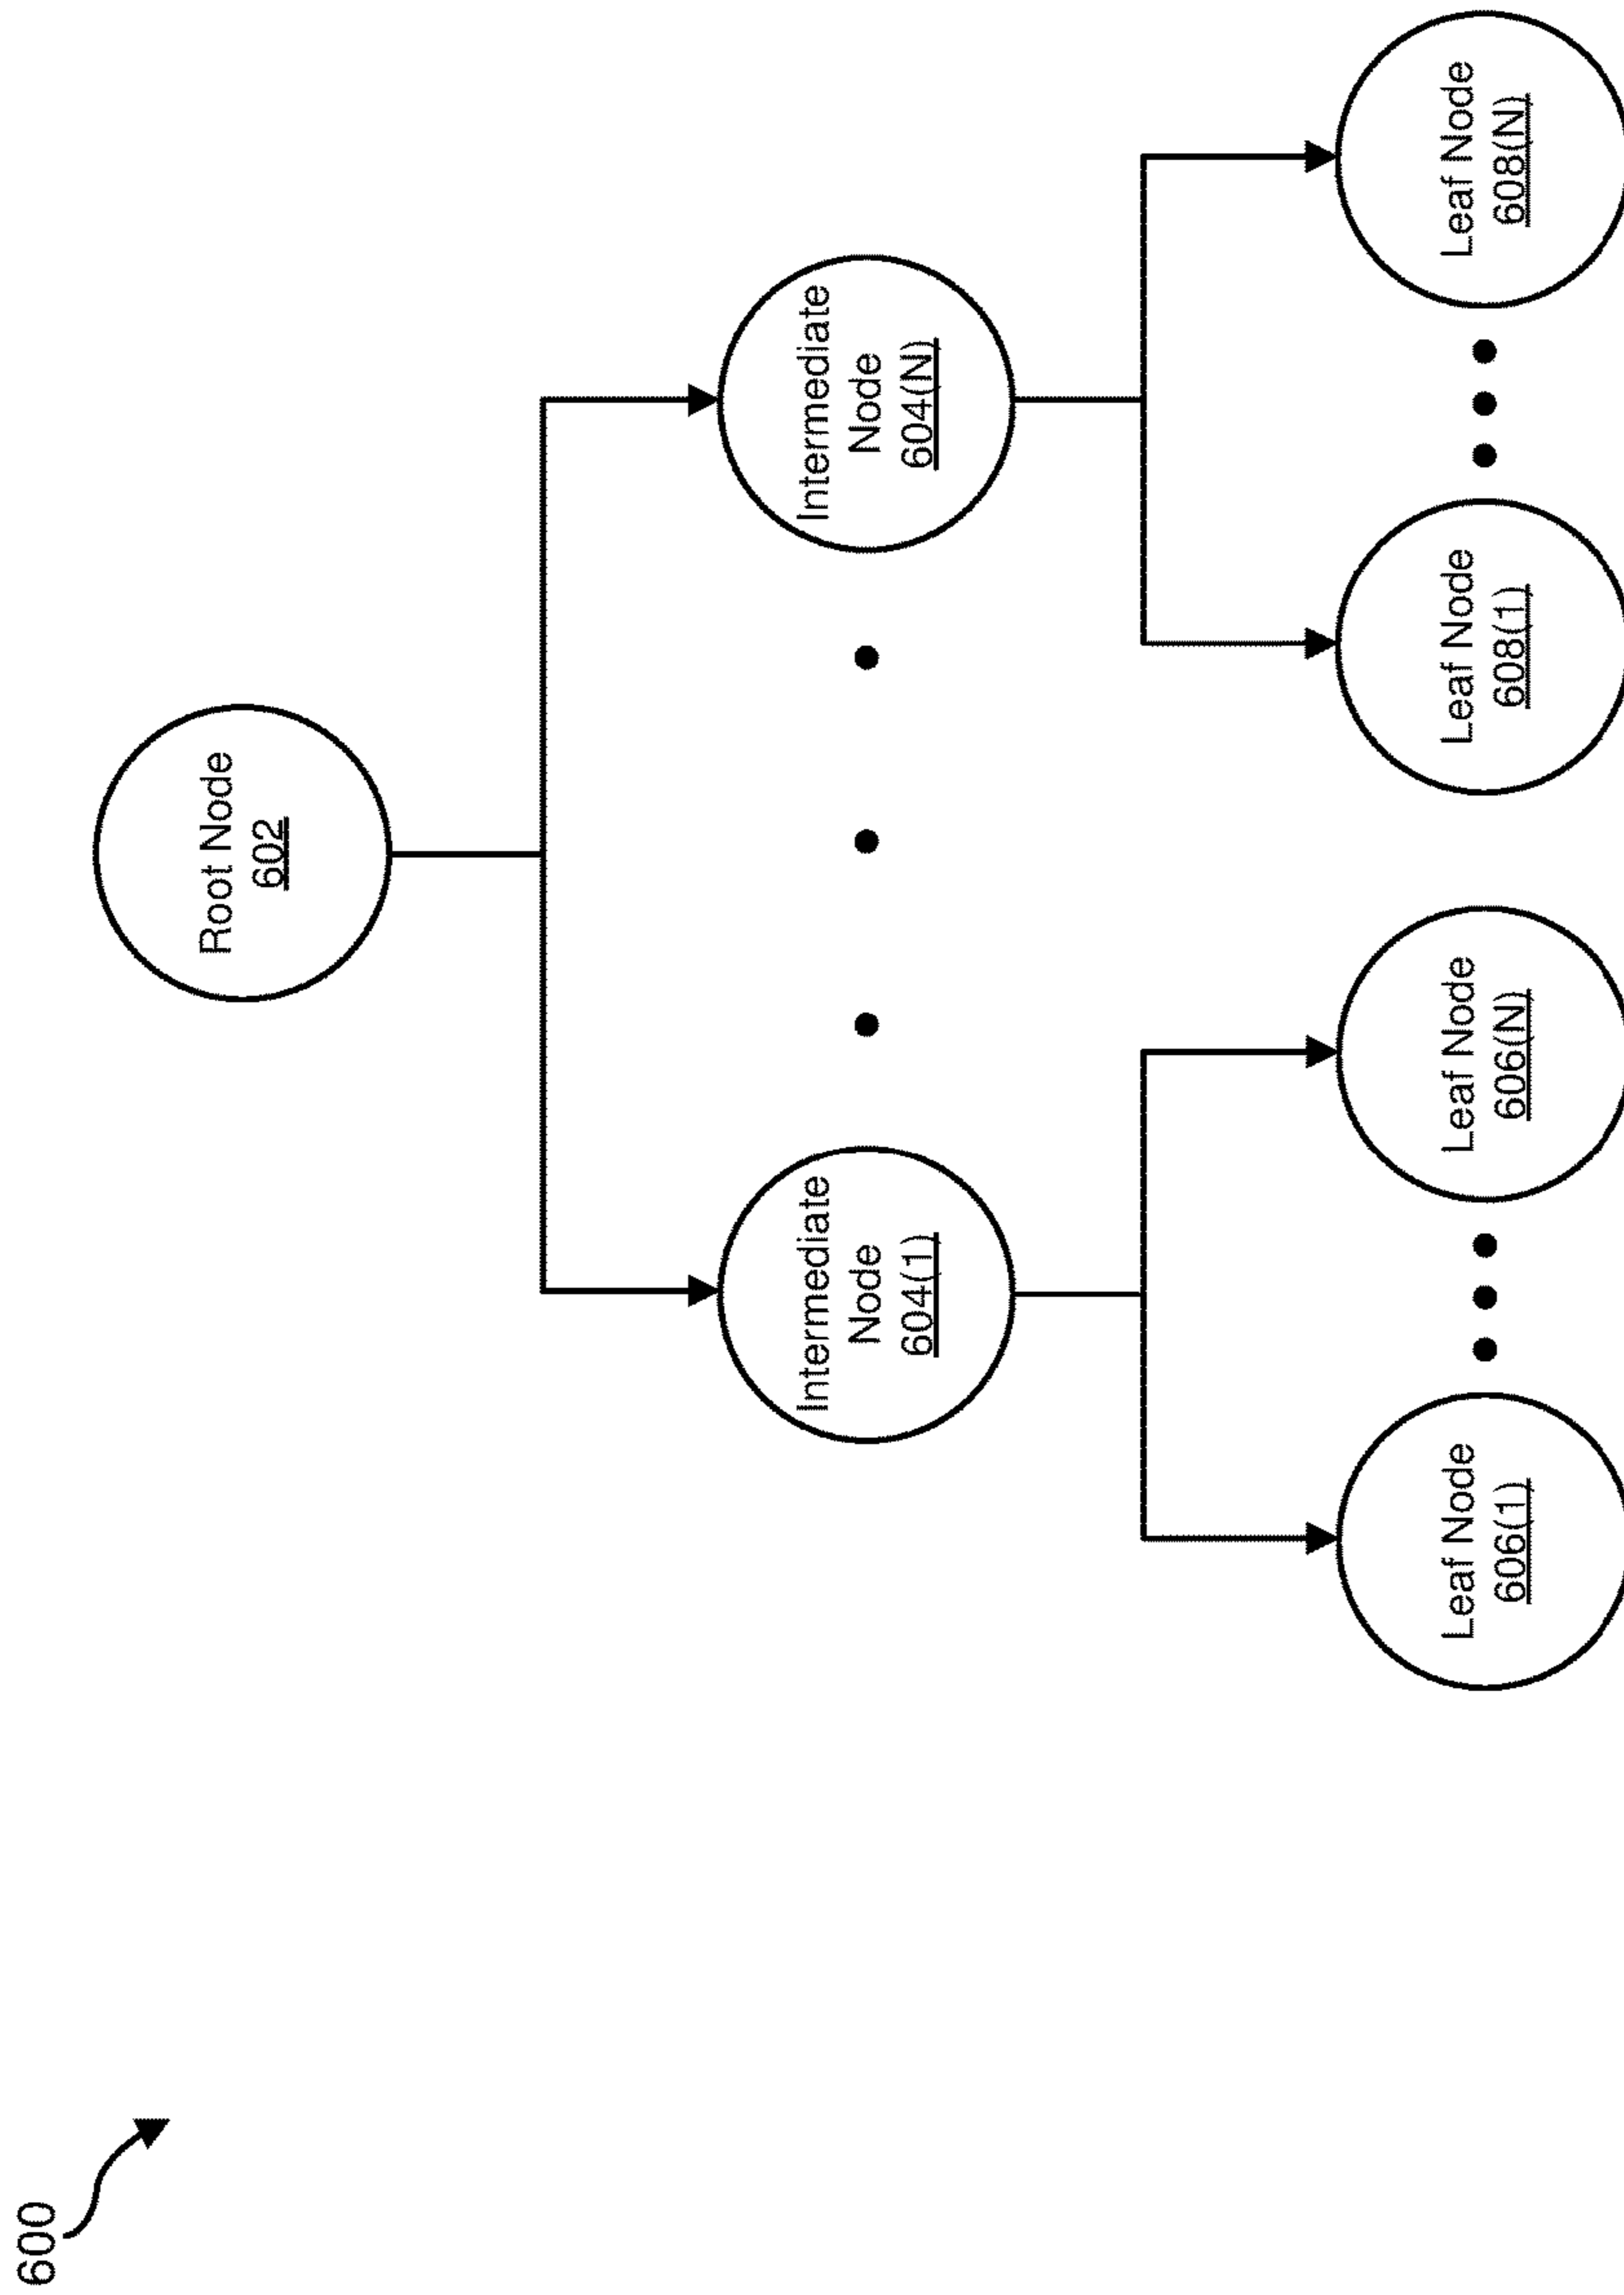 600
Root Node
602
Intermediate
Node
604(1)
Intermediate
Node
604(N)
Leaf Node
606(1)
Leaf Node
606(N)
Leaf Node
608(1)
Leaf Node
608(N)